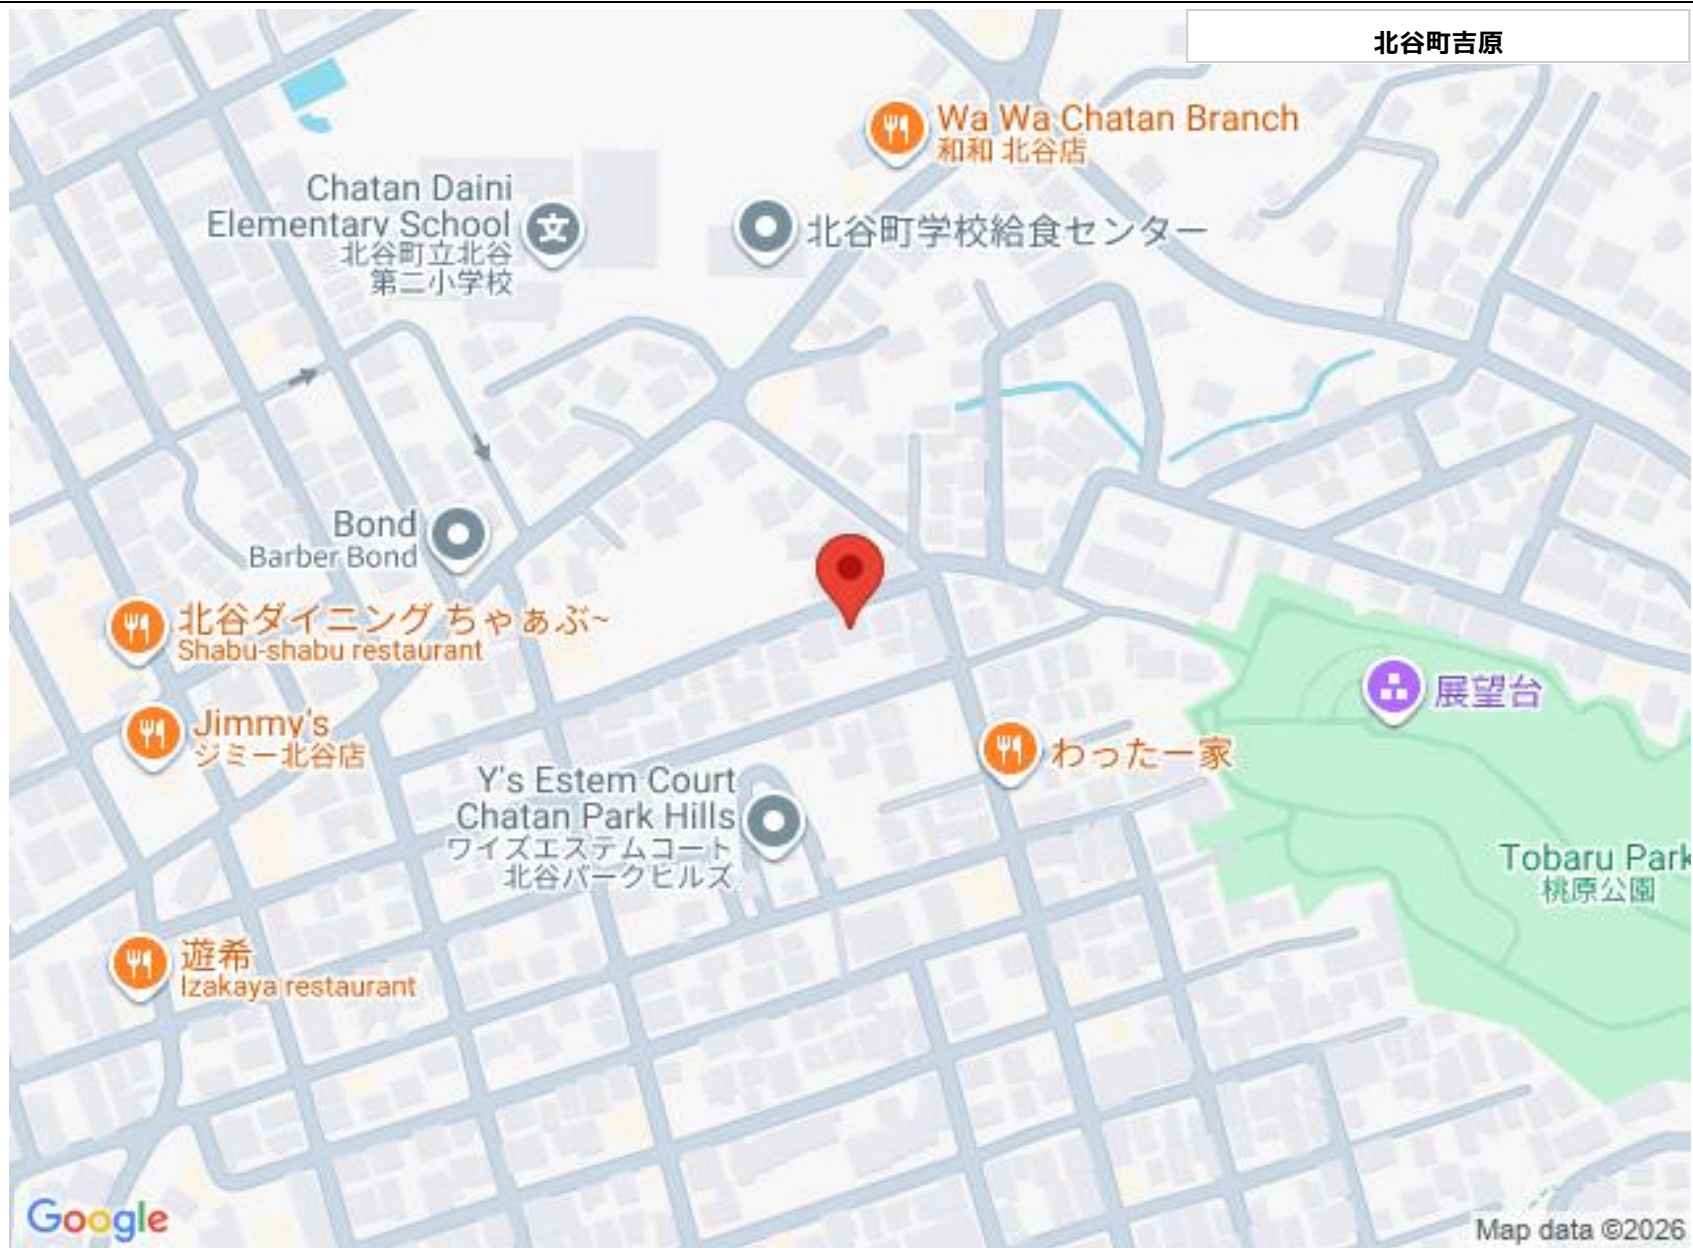 北谷町吉原
Wa Wa Chatan Branch
和和 北谷店
Chatan Daini
Elementary School
北谷町立北谷
第二小学校
北谷町学校給食センター
Bond
Barber Bond
北谷ダイニング ちゃぁぶ~
Shabu-shabu restaurant
展望台
Jimmy's
ジミー北谷店
わったー家
Y's Estem Court
Chatan Park Hills
ワイズエステムコート
北谷パークヒルズ
Tobaru Park
桃原公園
遊希
Izakaya restaurant
Google
Map data ©2026